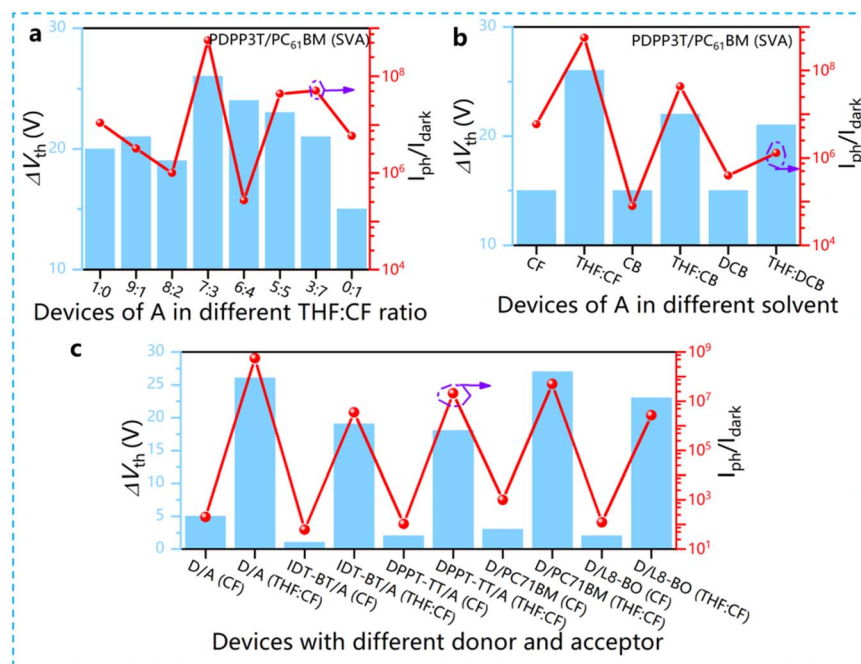 a
PDPP3T/PC61BM (SVA)
30
20
10
ΔVth (V)
10^8
10^6
10^4
Iph/Idark
1:0
9:1
8:2
7:3
6:4
5:5
3:7
0:1
Devices of A in different THF:CF ratio
b
PDPP3T/PC61BM (SVA)
30
20
10
ΔVth (V)
10^8
10^6
10^4
Iph/Idark
CF
THF:CF
CB
THF:CB
DCB
THF:DCB
Devices of A in different solvent
c
30
25
20
15
10
5
0
ΔVth (V)
10^9
10^7
10^5
10^3
10^1
Iph/Idark
D/A (CF)
D/A (THF:CF)
IDT-BT/A (CF)
IDT-BT/A (THF:CF)
DPPT-TT/A (CF)
DPPT-TT/A (THF:CF)
D/PC71BM (CF)
D/PC71BM (THF:CF)
D/L8-BO (CF)
D/L8-BO (THF:CF)
Devices with different donor and acceptor